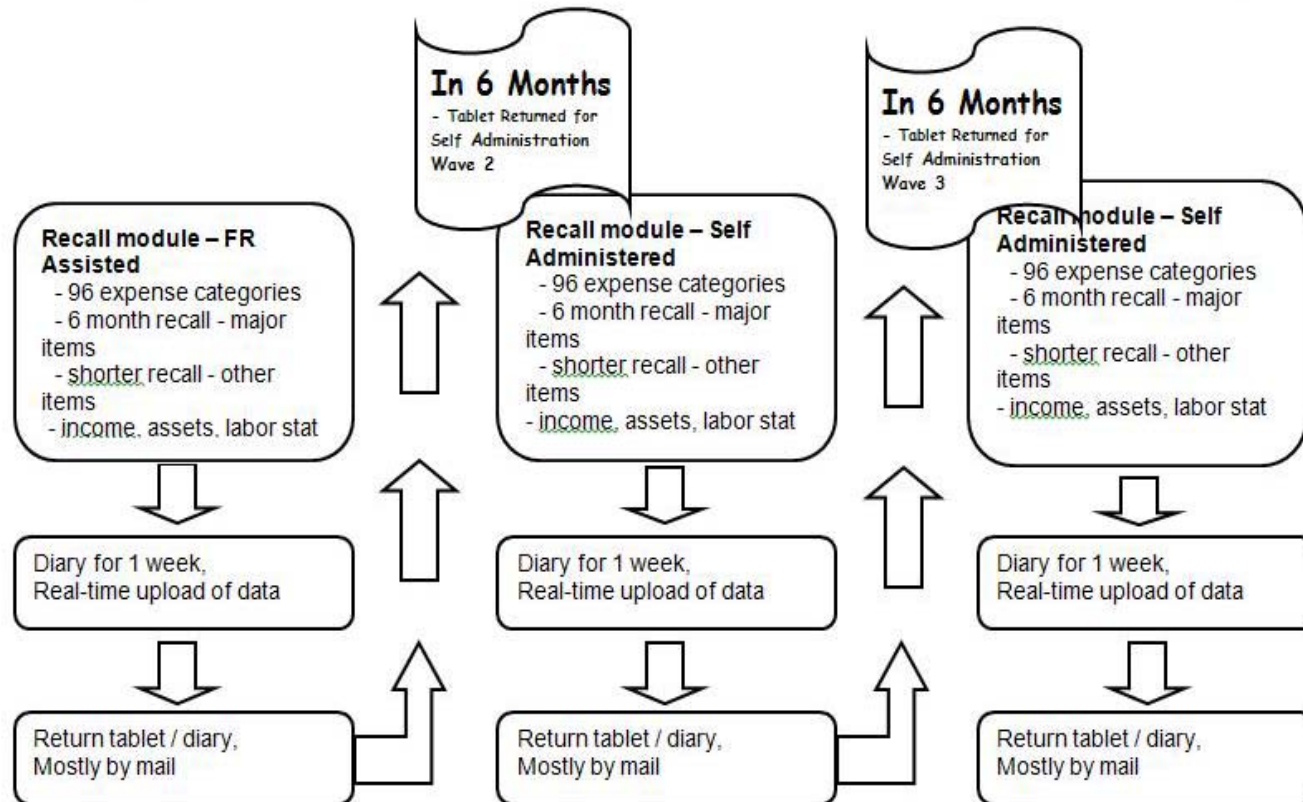 In 6 Months
- Tablet Returned for
Self Administration
Wave 2
In 6 Months
- Tablet Returned for
Self Administration
Wave 3
Recall module – FR
Assisted
- 96 expense categories
- 6 month recall - major
items
- shorter recall - other
items
- income, assets, labor stat
Recall module – Self
Administered
- 96 expense categories
- 6 month recall - major
items
- shorter recall - other
items
- income, assets, labor stat
Recall module – Self
Administered
- 96 expense categories
- 6 month recall - major
items
- shorter recall - other
items
- income, assets, labor stat
Diary for 1 week,
Real-time upload of data
Diary for 1 week,
Real-time upload of data
Diary for 1 week,
Real-time upload of data
Return tablet / diary,
Mostly by mail
Return tablet / diary,
Mostly by mail
Return tablet / diary,
Mostly by mail